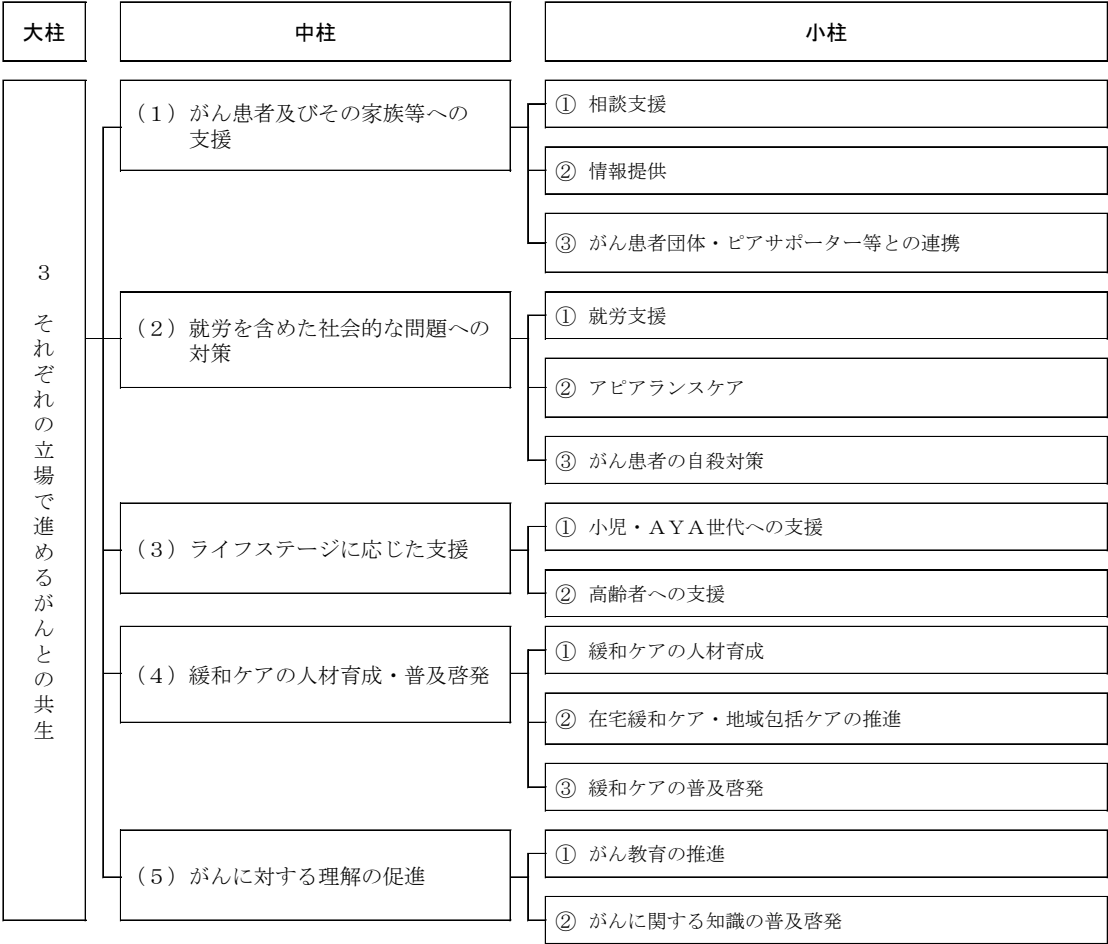 大柱
中柱
小柱
3 それぞれの立場で進めるがんとの共生
（1）がん患者及びその家族等への
支援
① 相談支援
② 情報提供
③ がん患者団体・ピアサポーター等との連携
（2）就労を含めた社会的な問題への
対策
① 就労支援
② アピアランスケア
③ がん患者の自殺対策
（3）ライフステージに応じた支援
① 小児・AYA世代への支援
② 高齢者への支援
（4）緩和ケアの人材育成・普及啓発
① 緩和ケアの人材育成
② 在宅緩和ケア・地域包括ケアの推進
③ 緩和ケアの普及啓発
（5）がんに対する理解の促進
① がん教育の推進
② がんに関する知識の普及啓発